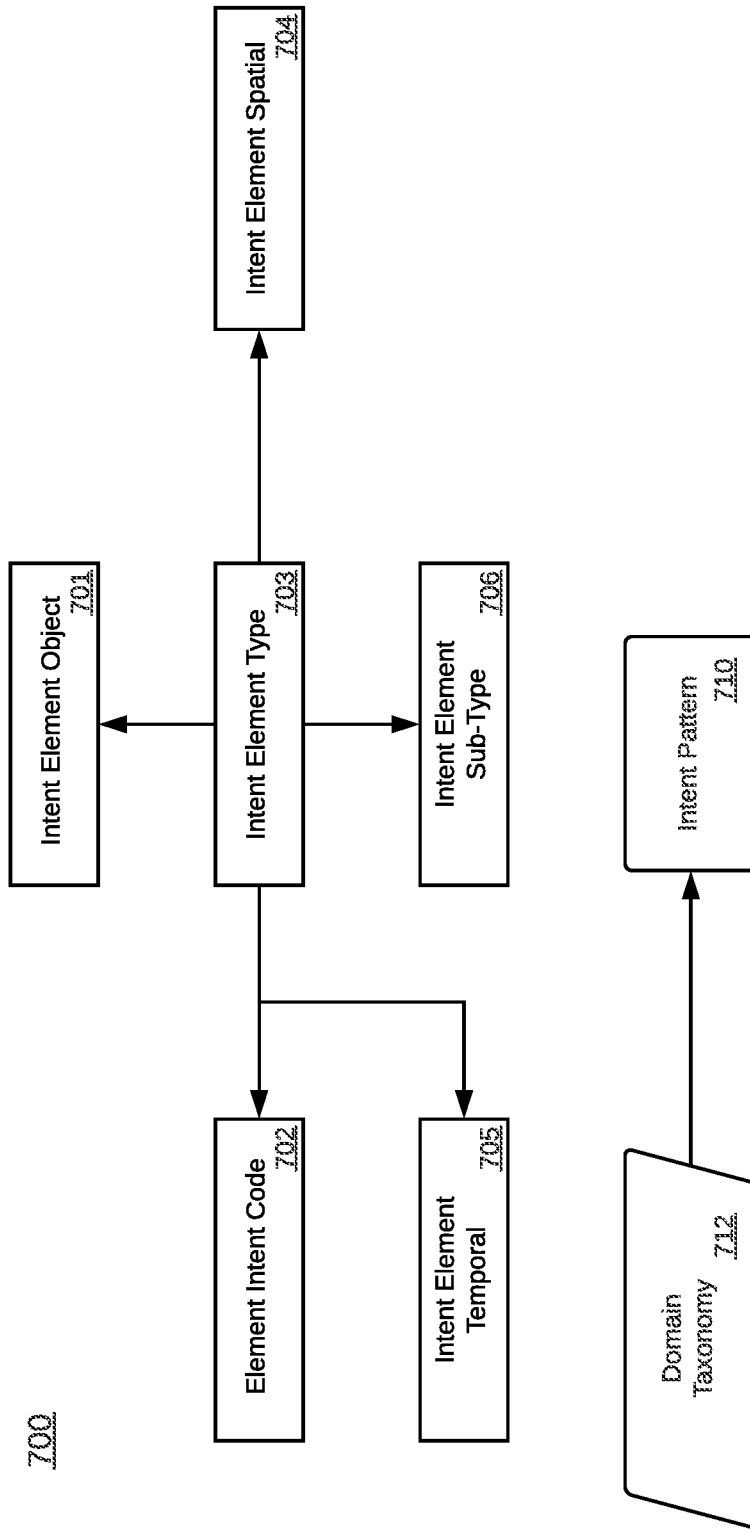 700
Intent Element Object
701
Element Intent Code
702
Intent Element Type
703
Intent Element Spatial
704
Intent Element
Temporal
705
Intent Element
Sub-Type
706
Domain
Taxonomy
712
Intent Pattern
710